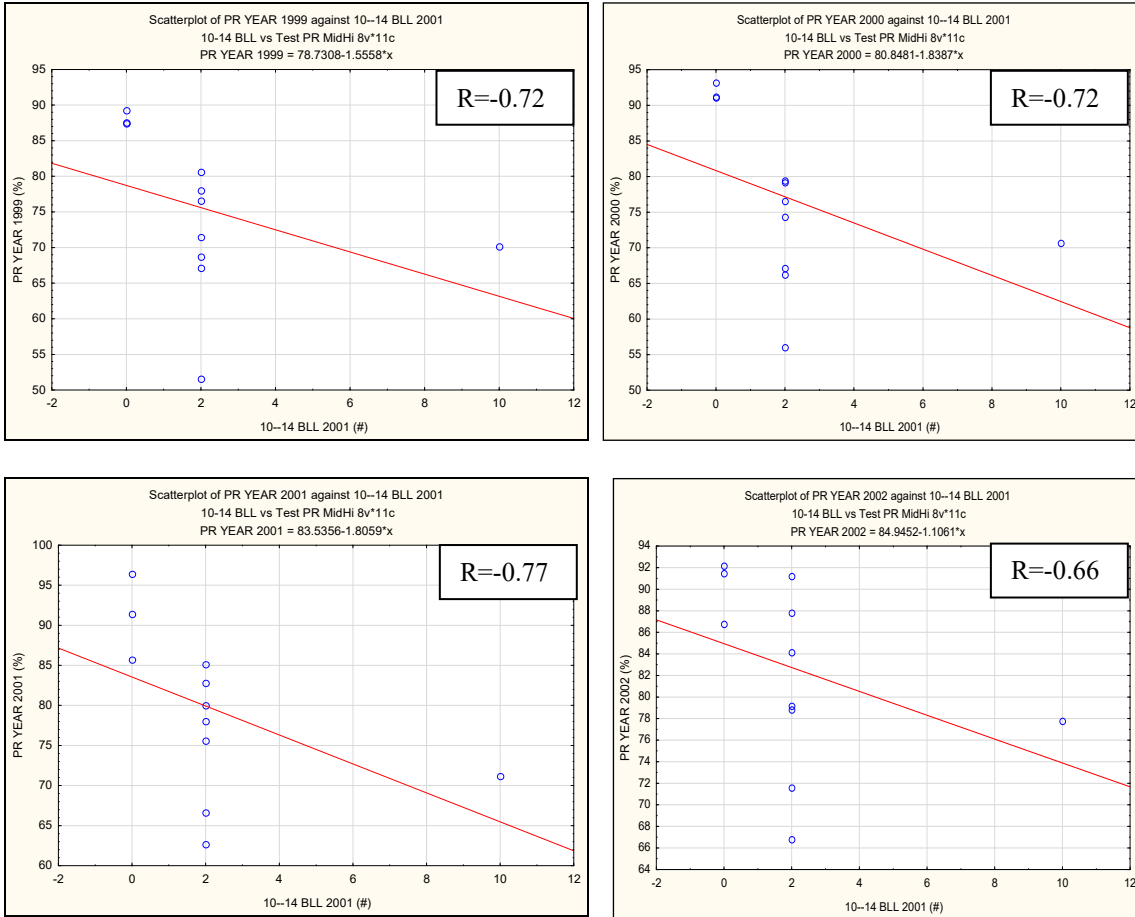 Scatterplot of PR YEAR 1999 against 10--14 BLL 2001
10-14 BLL vs Test PR MidHi 8v*11c
PR YEAR 1999 = 78.7308-1.5558*x
R=-0.72
PR YEAR 1999 (%)
95
90
85
80
75
70
65
60
55
50
-2 0 2 4 6 8 10 12
10--14 BLL 2001 (#)
Scatterplot of PR YEAR 2000 against 10--14 BLL 2001
10-14 BLL vs Test PR MidHi 8v*11c
PR YEAR 2000 = 80.8481-1.8387*x
R=-0.72
PR YEAR 2000 (%)
95
90
85
80
75
70
65
60
55
50
-2 0 2 4 6 8 10 12
10--14 BLL 2001 (#)
Scatterplot of PR YEAR 2001 against 10--14 BLL 2001
10-14 BLL vs Test PR MidHi 8v*11c
PR YEAR 2001 = 83.5356-1.8059*x
R=-0.77
PR YEAR 2001 (%)
100
95
90
85
80
75
70
65
60
-2 0 2 4 6 8 10 12
10--14 BLL 2001 (#)
Scatterplot of PR YEAR 2002 against 10--14 BLL 2001
10-14 BLL vs Test PR MidHi 8v*11c
PR YEAR 2002 = 84.9452-1.1061*x
R=-0.66
PR YEAR 2002 (%)
94
92
90
88
86
84
82
80
78
76
74
72
70
68
66
64
-2 0 2 4 6 8 10 12
10--14 BLL 2001 (#)